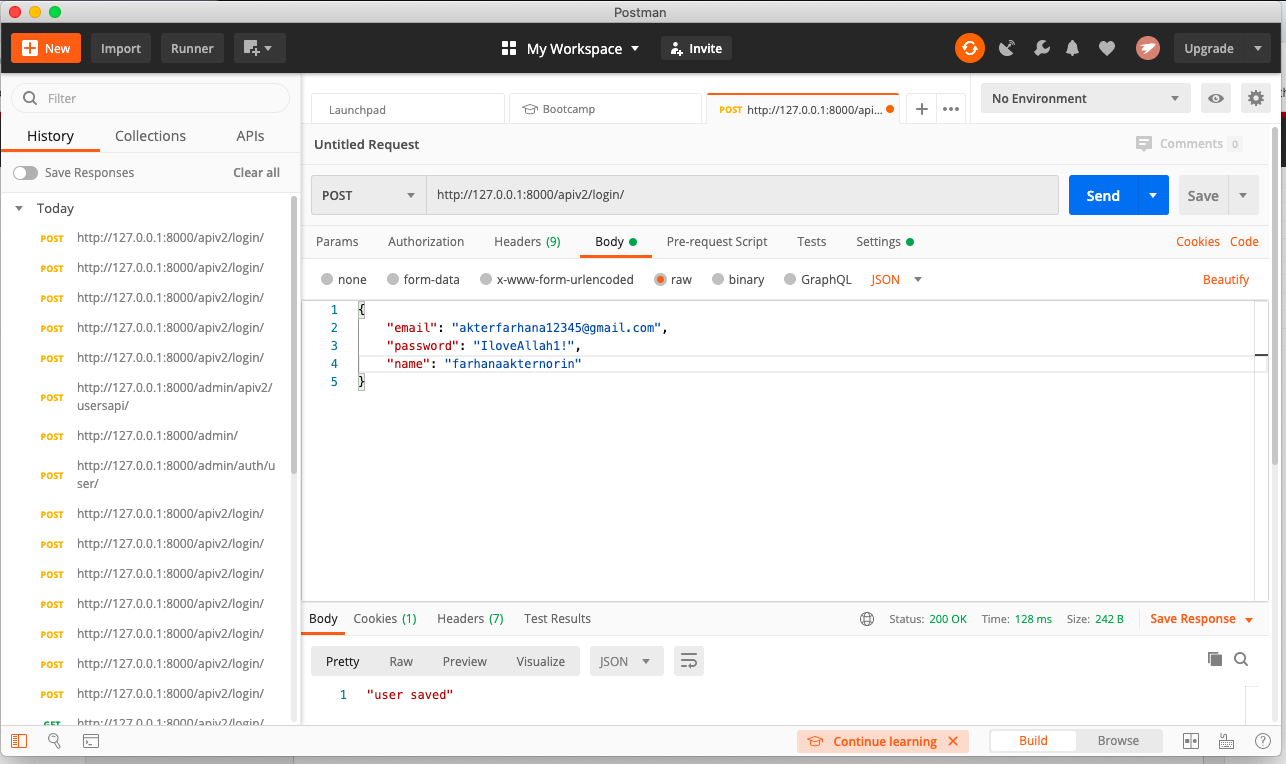 Postman
New Import Runner My Workspace Invite Upgrade
Filter
History Collections APIs
Save Responses Clear all
Today
POST http://127.0.0.1:8000/apiv2/login/
POST http://127.0.0.1:8000/apiv2/login/
POST http://127.0.0.1:8000/apiv2/login/
POST http://127.0.0.1:8000/apiv2/login/
POST http://127.0.0.1:8000/apiv2/login/
POST http://127.0.0.1:8000/admin/apiv2/
usersapi/
POST http://127.0.0.1:8000/admin/
POST http://127.0.0.1:8000/admin/auth/u
ser/
POST http://127.0.0.1:8000/apiv2/login/
POST http://127.0.0.1:8000/apiv2/login/
POST http://127.0.0.1:8000/apiv2/login/
POST http://127.0.0.1:8000/apiv2/login/
POST http://127.0.0.1:8000/apiv2/login/
POST http://127.0.0.1:8000/apiv2/login/
POST http://127.0.0.1:8000/apiv2/login/
GET http://127.0.0.1:8000/apiv2/login/
Launchpad Bootcamp POST http://127.0.0.1:8000/api... No Environment
Untitled Request Comments 0
POST http://127.0.0.1:8000/apiv2/login/ Send Save
Params Authorization Headers (9) Body Pre-request Script Tests Settings Cookies Code
none form-data x-www-form-urlencoded raw binary GraphQL JSON Beautify
1 {
2 "email": "akterfarhana12345@gmail.com",
3 "password": "IloveAllah1!",
4 "name": "farhanaakternorin"
5 }
Body Cookies (1) Headers (7) Test Results Status: 200 OK Time: 128 ms Size: 242 B Save Response
Pretty Raw Preview Visualize JSON
1 "user saved"
Continue learning Build Browse